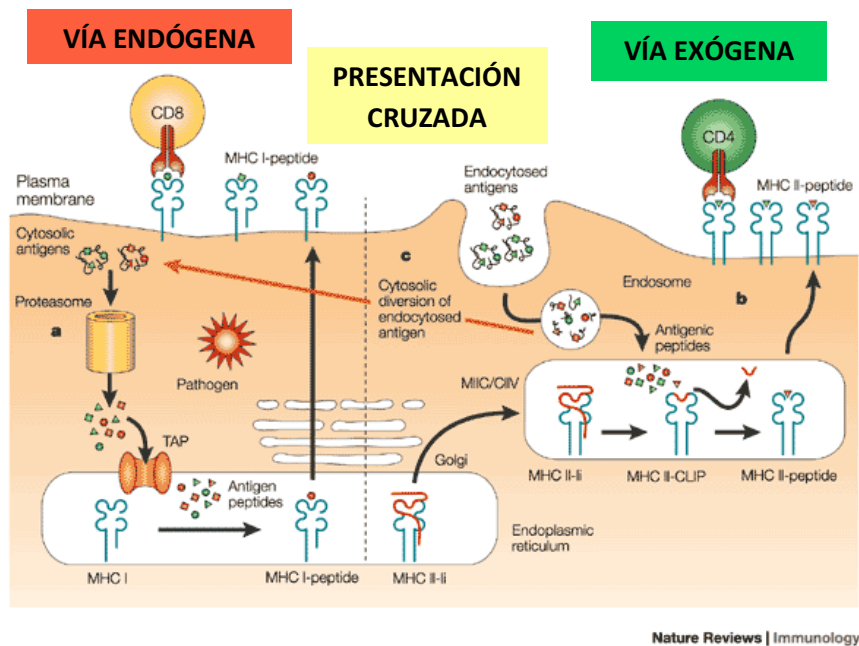 VÍA ENDÓGENA
PRESENTACIÓN
CRUZADA
VÍA EXÓGENA
CD8
MHC I-peptide
Plasma
membrane
Cytosolic
antigens
Proteasome
a
Pathogen
TAP
Antigen
peptides
MHC I
MHC I-peptide
c
Cytosolic
diversion of
endocytosed
antigen
Endocytosed
antigens
CD4
MHC II-peptide
Endosome
b
Antigenic
peptides
MIIC/CIIV
Golgi
MHC II-Ii
MHC II-CLIP
MHC II-peptide
MHC II-Ii
Endoplasmic
reticulum
Nature Reviews | Immunology